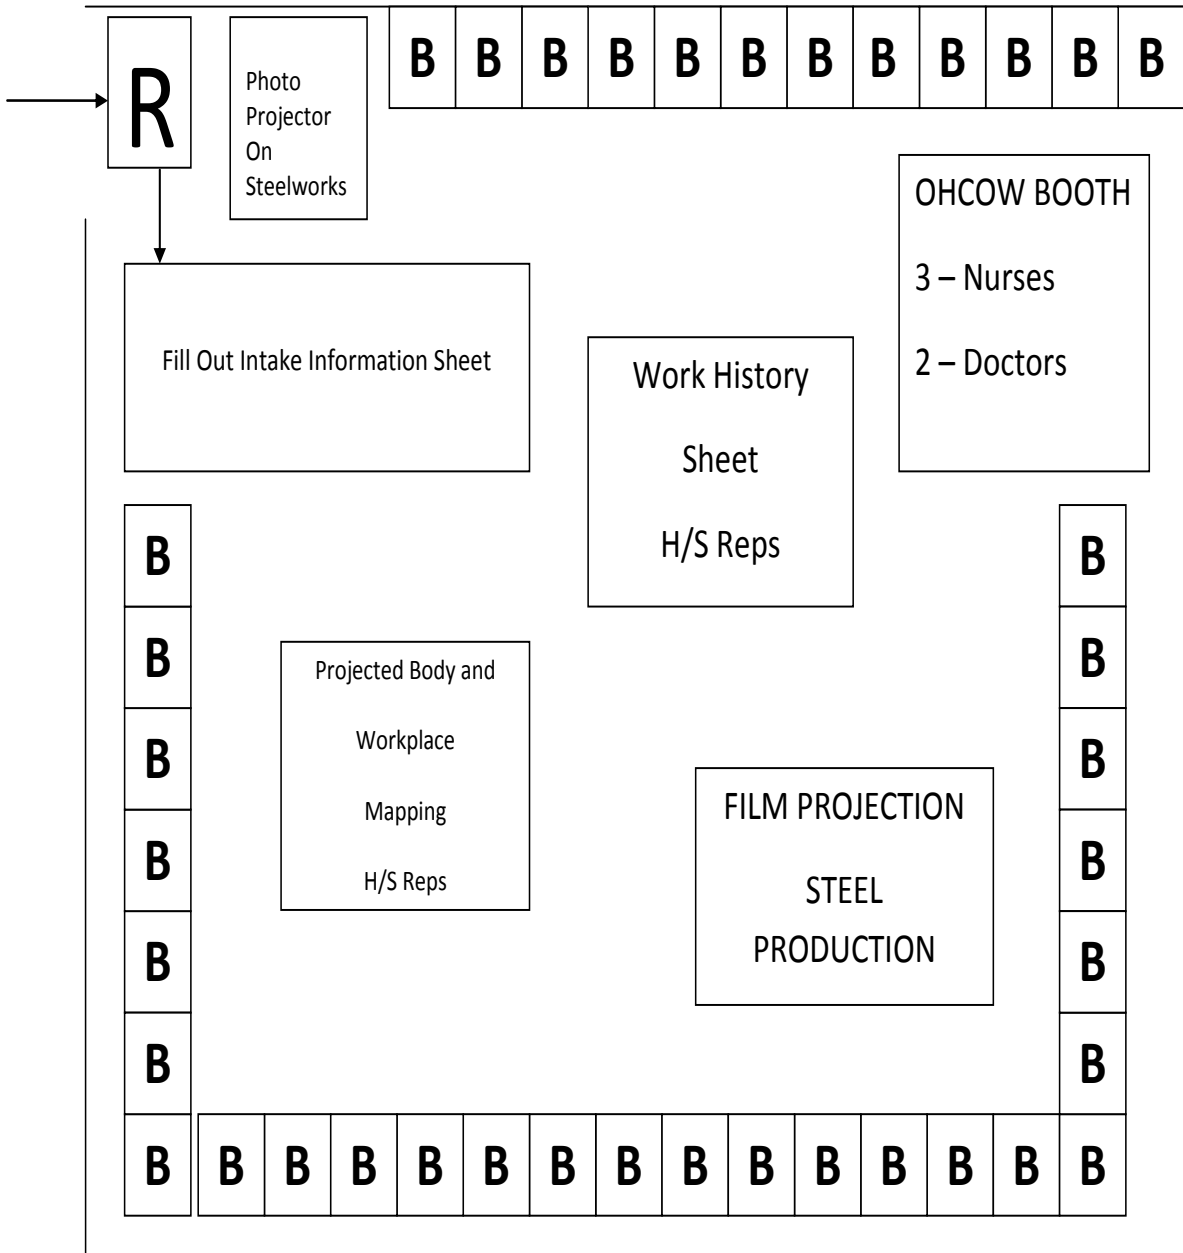 R
Photo
Projector
On
Steelworks
B B B B B B B B B B B B
OHCOW BOOTH
3 – Nurses
2 – Doctors
Fill Out Intake Information Sheet
Work History
Sheet
H/S Reps
B
B
B
B
B
B
Projected Body and
Workplace
Mapping
H/S Reps
FILM PROJECTION
STEEL
PRODUCTION
B
B
B
B
B
B
B B B B B B B B B B B B B B B